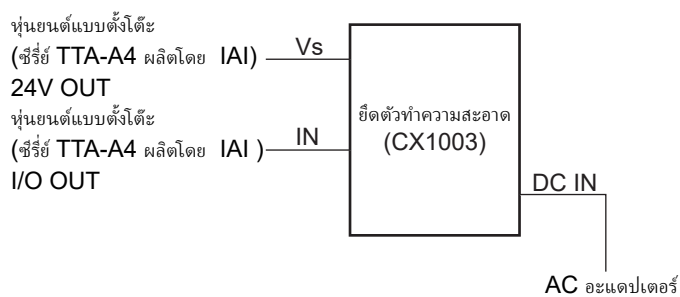 หุ่นยนต์แบบตั้งโต๊ะ
(ซีรี่ย์ TTA-A4 ผลิตโดย IAI)
24V OUT
Vs
หุ่นยนต์แบบตั้งโต๊ะ
(ซีรี่ย์ TTA-A4 ผลิตโดย IAI )
I/O OUT
IN
ยึดตัวทำความสะอาด
(CX1003)
DC IN
AC อะแดปเตอร์